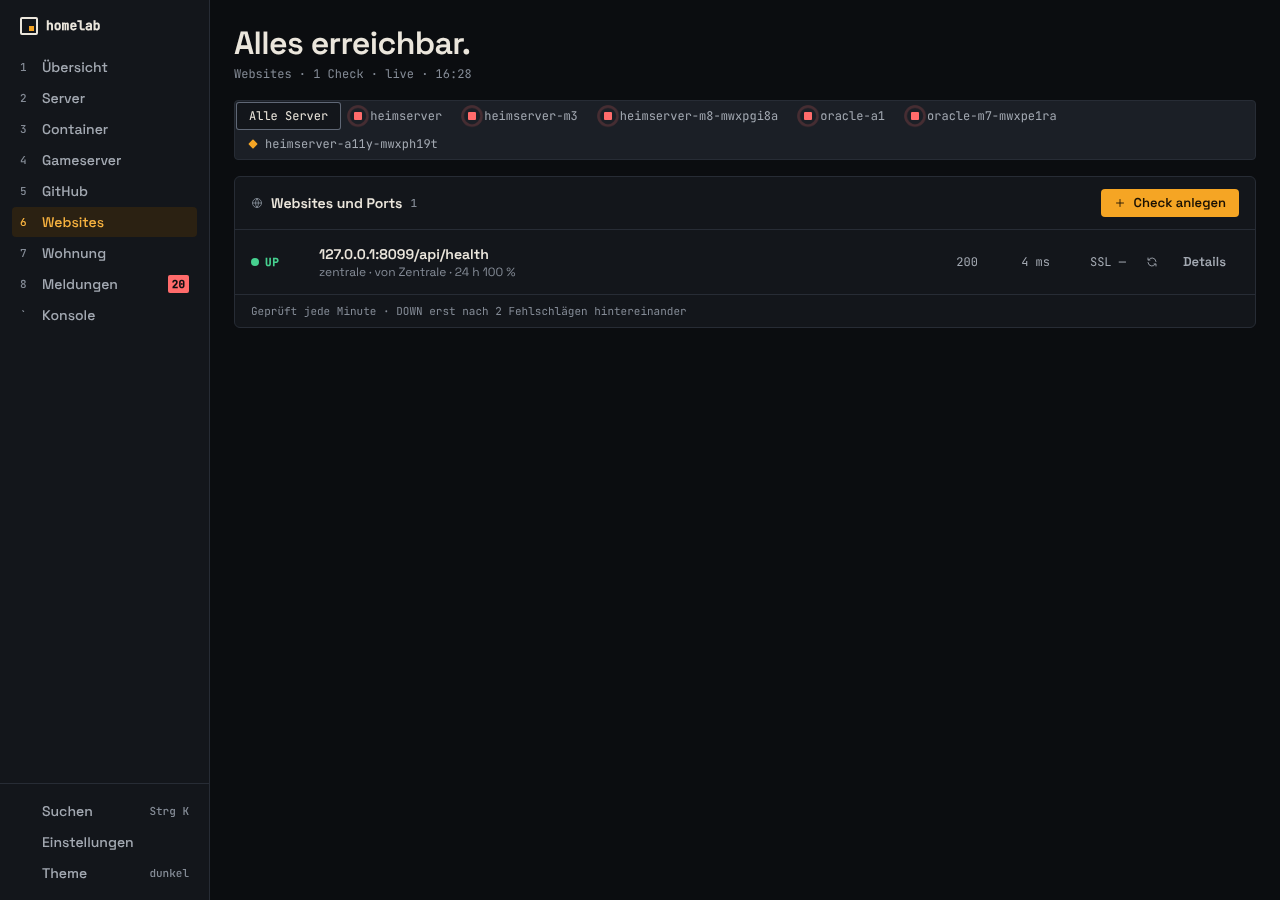 homelab
1 Übersicht
2 Server
3 Container
4 Gameserver
5 GitHub
6 Websites
7 Wohnung
8 Meldungen 20
` Konsole
Suchen Strg K
Einstellungen
Theme dunkel
Alles erreichbar.
Websites · 1 Check · live · 16:28
Alle Server heimserver heimserver-m3 heimserver-m8-mwxpgi8a oracle-a1 oracle-m7-mwxpe1ra
heimserver-a11y-mwxph19t
Websites und Ports 1 + Check anlegen
UP 127.0.0.1:8099/api/health 200 4 ms SSL — Details
zentrale · von Zentrale · 24 h 100 %
Geprüft jede Minute · DOWN erst nach 2 Fehlschlägen hintereinander